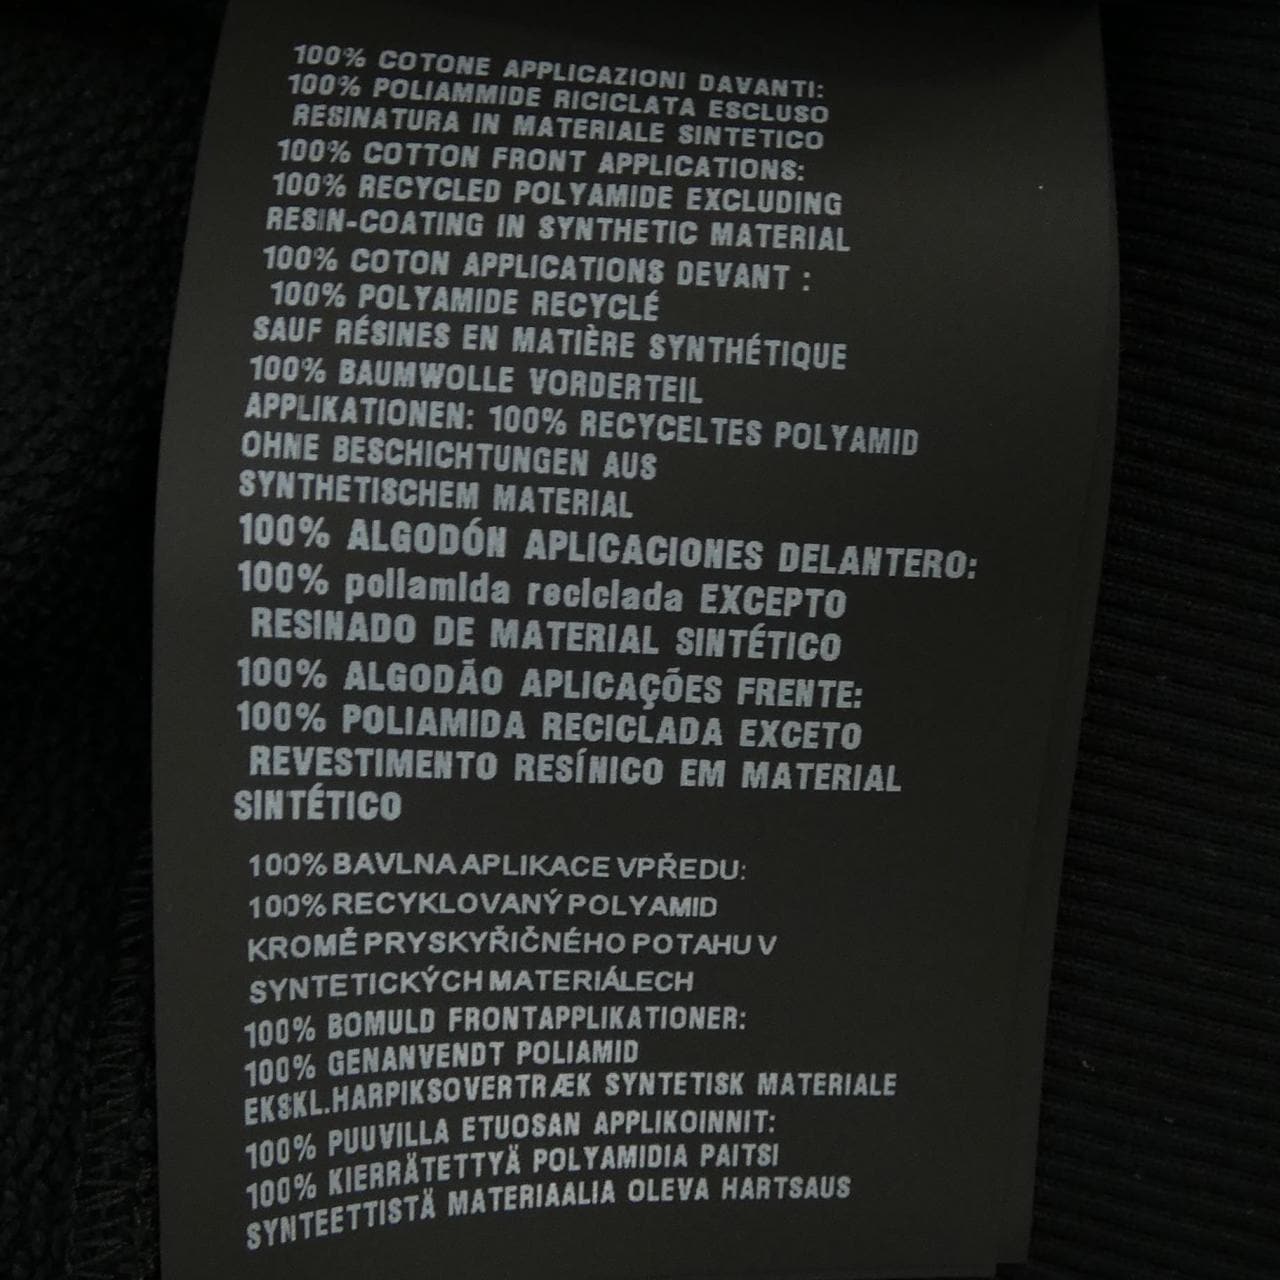 100% COTONE APPLICAZIONI DAVANTI:
100% POLIAMMIDE RICICLATA ESCLUSO
RESINATURA IN MATERIALE SINTETICO
100% COTTON FRONT APPLICATIONS:
100% RECYCLED POLYAMIDE EXCLUDING
RESIN-COATING IN SYNTHETIC MATERIAL
100% COTON APPLICATIONS DEVANT :
100% POLYAMIDE RECYCLÉ
SAUF RÉSINES EN MATIÈRE SYNTHÉTIQUE
100% BAUMWOLLE VORDERTEIL
APPLIKATIONEN: 100% RECYCELTES POLYAMID
OHNE BESCHICHTUNGEN AUS
SYNTHETISCHEM MATERIAL
100% ALGODÓN APLICACIONES DELANTERO:
100% poliamida reciclada EXCEPTO
RESINADO DE MATERIAL SINTÉTICO
100% ALGODÃO APLICAÇÕES FRENTE:
100% POLIAMIDA RECICLADA EXCETO
REVESTIMENTO RESÍNICO EM MATERIAL
SINTÉTICO
100% BAVLNA APLIKACE VPŘEDU:
100% RECYKLOVANÝ POLYAMID
KROMĚ PRYSKYŘIČNÉHO POTAHU V
SYNTETICKÝCH MATERIÁLECH
100% BOMULD FRONTAPPLIKATIONER:
100% GENANVENDT POLIAMID
EKSKL.HARPIKSOVERTRÆK SYNTETISK MATERIALE
100% PUUVILLA ETUOSAN APPLIKOINNIT:
100% KIERRÄTETTYÄ POLYAMIDIA PAITSI
SYNTEETTISTÄ MATERIAALIA OLEVA HARTSAUS